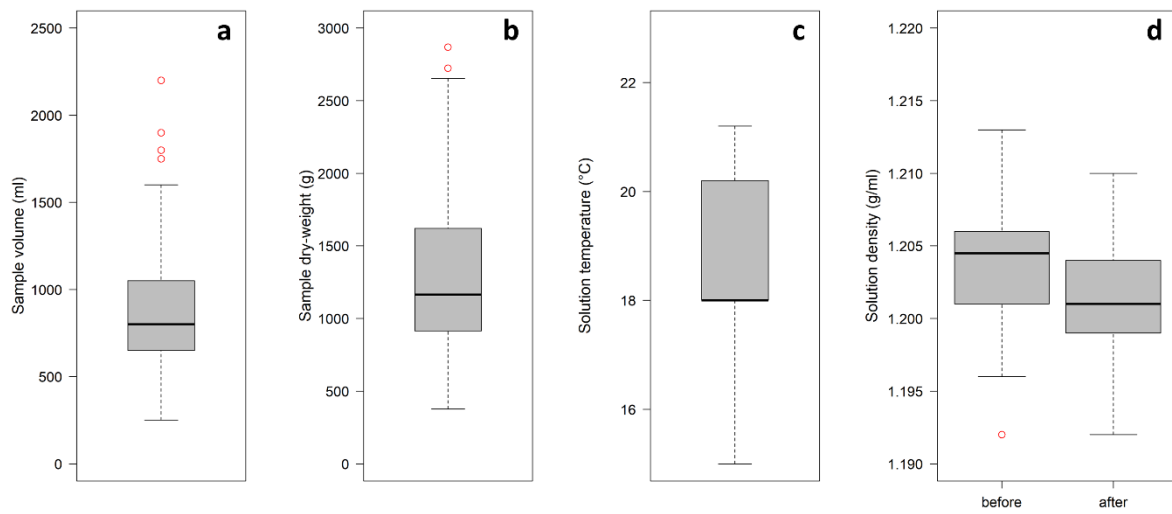 a
Sample volume (ml)
2500
2000
1500
1000
500
0
b
Sample dry-weight (g)
3000
2500
2000
1500
1000
500
0
c
Solution temperature (°C)
22
20
18
16
d
Solution density (g/ml)
1.220
1.215
1.210
1.205
1.200
1.195
1.190
before after